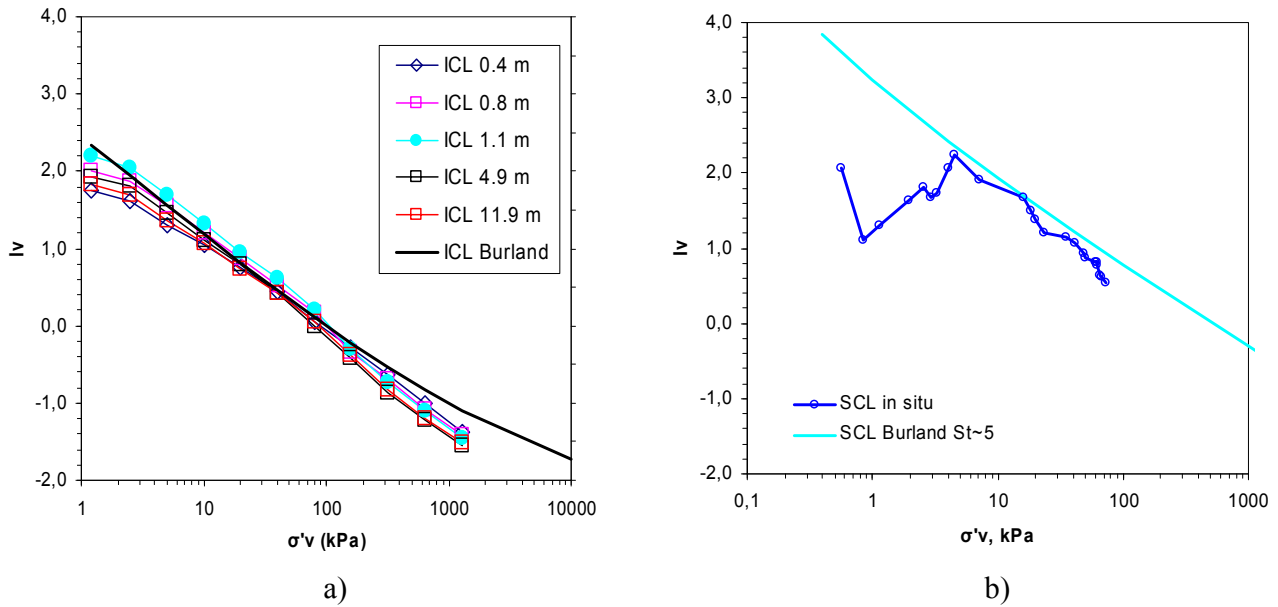 4,0
3,0
2,0
1,0
0,0
-1,0
-2,0
Iv
1
10
100
1000
10000
σ'v (kPa)
ICL 0.4 m
ICL 0.8 m
ICL 1.1 m
ICL 4.9 m
ICL 11.9 m
ICL Burland
a)
4,0
3,0
2,0
1,0
0,0
-1,0
-2,0
Iv
0,1
1
10
100
1000
σ'v, kPa
SCL in situ
SCL Burland St~5
b)